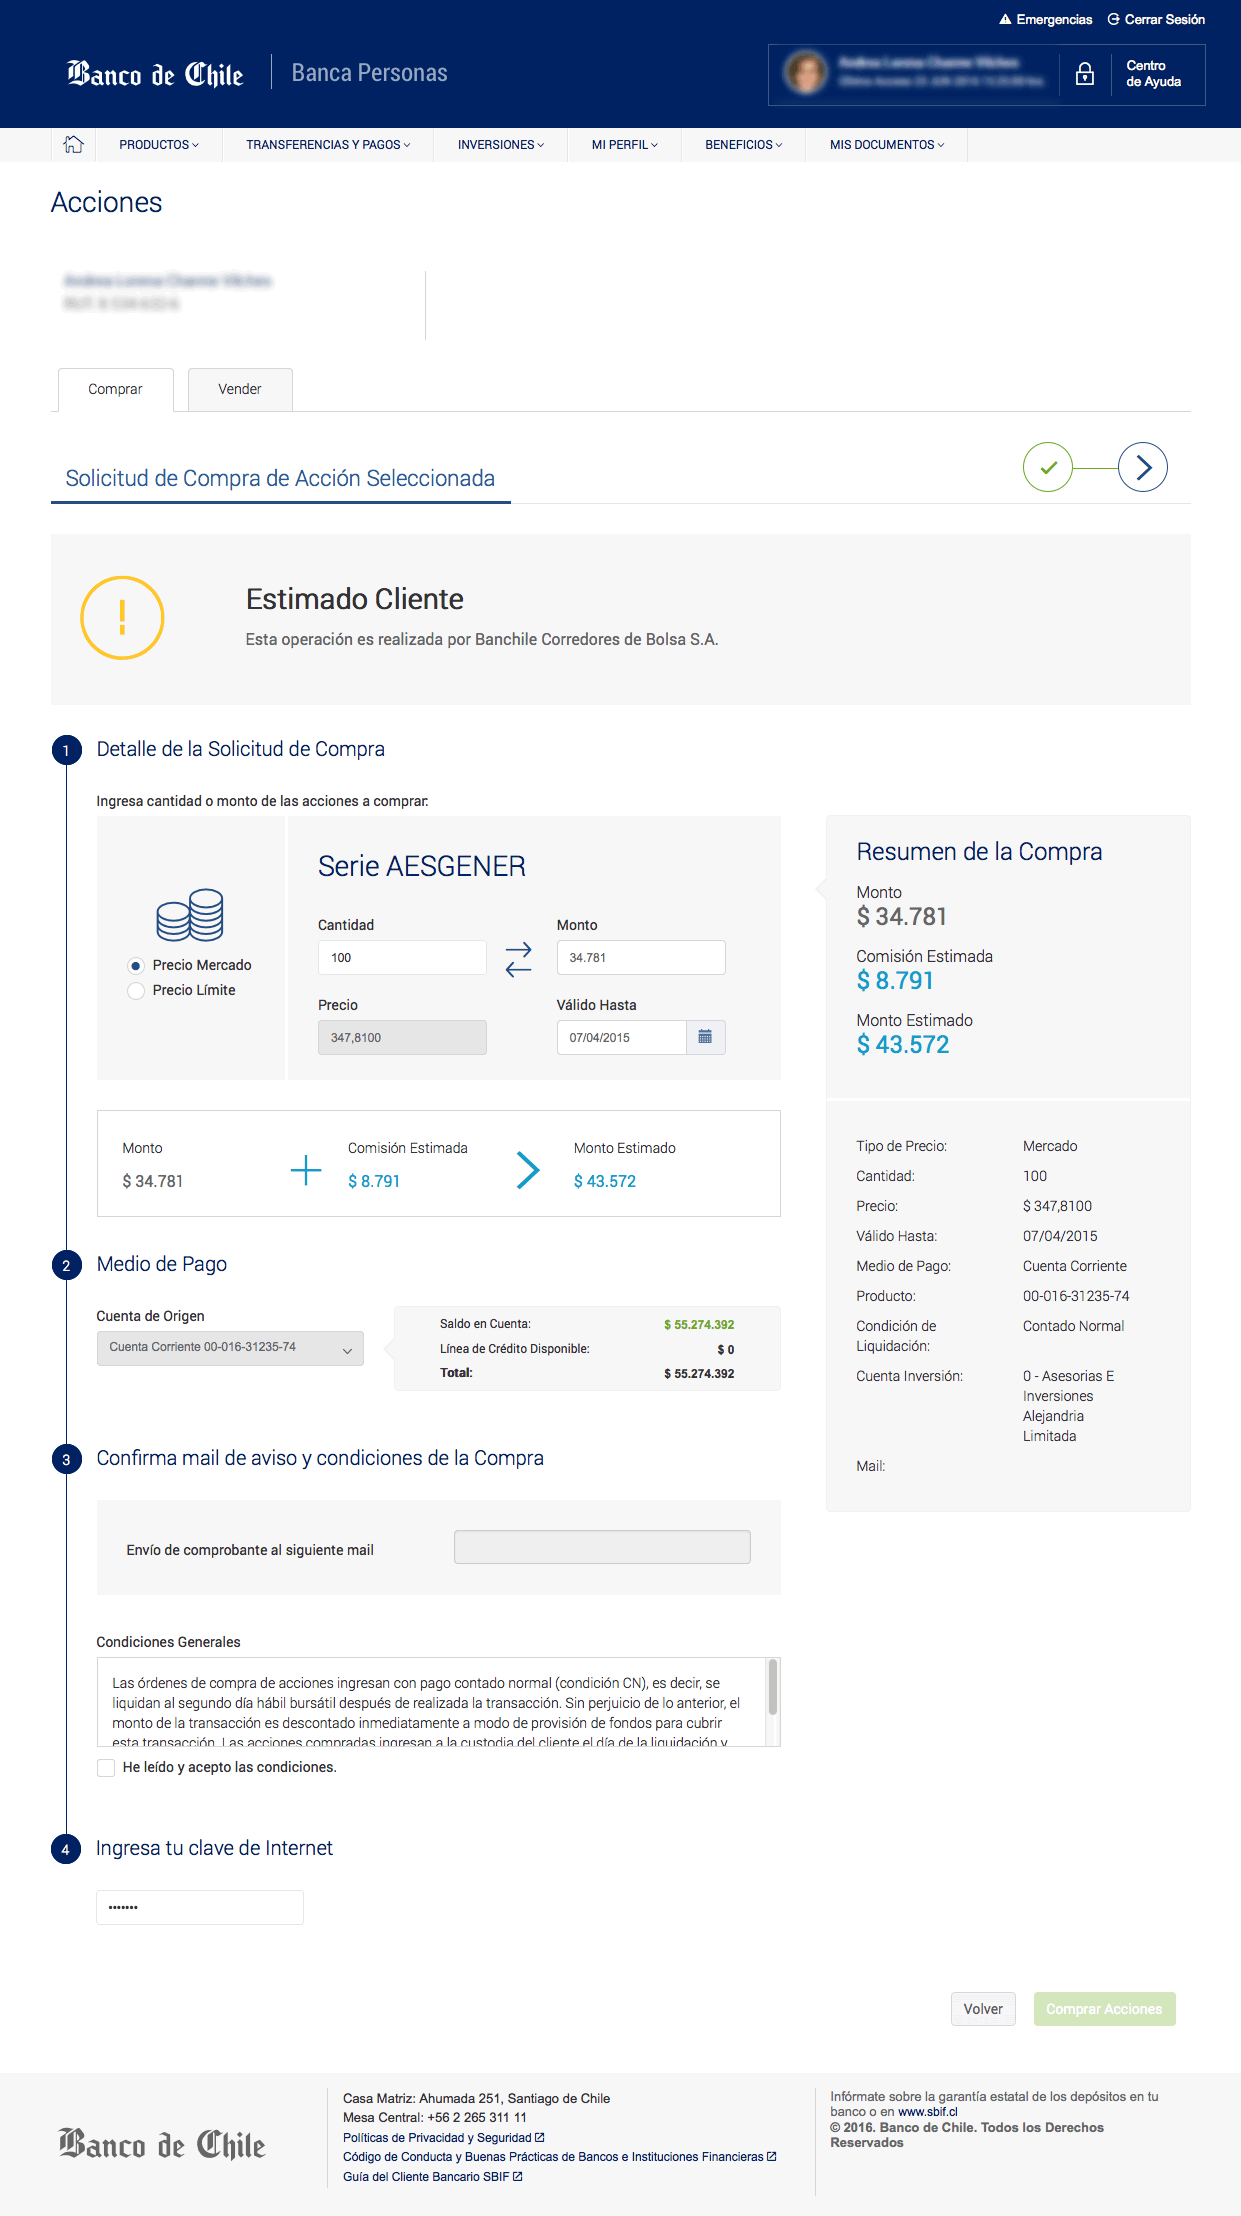 Emergencias Cerrar Sesión
Banco de Chile Banca Personas
Centro
de Ayuda
PRODUCTOS TRANSFERENCIAS Y PAGOS INVERSIONES MI PERFIL BENEFICIOS MIS DOCUMENTOS
Acciones
Comprar Vender
Solicitud de Compra de Acción Seleccionada
Estimado Cliente
Esta operación es realizada por Banchile Corredores de Bolsa S.A.
1 Detalle de la Solicitud de Compra
Ingresa cantidad o monto de las acciones a comprar:
Precio Mercado
Precio Límite
Serie AESGENER
Cantidad Monto
100 34.781
Precio Válido Hasta
347,8100 07/04/2015
Monto Comisión Estimada Monto Estimado
$ 34.781 $ 8.791 $ 43.572
Resumen de la Compra
Monto
$ 34.781
Comisión Estimada
$ 8.791
Monto Estimado
$ 43.572
Tipo de Precio: Mercado
Cantidad: 100
Precio: $ 347,8100
Válido Hasta: 07/04/2015
Medio de Pago: Cuenta Corriente
Producto: 00-016-31235-74
Condición de Liquidación: Contado Normal
Cuenta Inversión: 0 - Asesorias E
Inversiones
Alejandria
Limitada
Mail:
2 Medio de Pago
Cuenta de Origen
Cuenta Corriente 00-016-31235-74
Saldo en Cuenta: $ 55.274.392
Línea de Crédito Disponible: $ 0
Total: $ 55.274.392
3 Confirma mail de aviso y condiciones de la Compra
Envío de comprobante al siguiente mail
Condiciones Generales
Las órdenes de compra de acciones ingresan con pago contado normal (condición CN), es decir, se
liquidan al segundo día hábil bursátil después de realizada la transacción. Sin perjuicio de lo anterior, el
monto de la transacción es descontado inmediatamente a modo de provisión de fondos para cubrir
esta transacción. Las acciones compradas ingresan a la custodia del cliente el día de la liquidación y
He leído y acepto las condiciones.
4 Ingresa tu clave de Internet
•••••••
Volver Comprar Acciones
Banco de Chile
Casa Matriz: Ahumada 251, Santiago de Chile
Mesa Central: +56 2 265 311 11
Políticas de Privacidad y Seguridad
Código de Conducta y Buenas Prácticas de Bancos e Instituciones Financieras
Guía del Cliente Bancario SBIF
Infórmate sobre la garantía estatal de los depósitos en tu
banco o en www.sbif.cl
© 2016. Banco de Chile. Todos los Derechos
Reservados